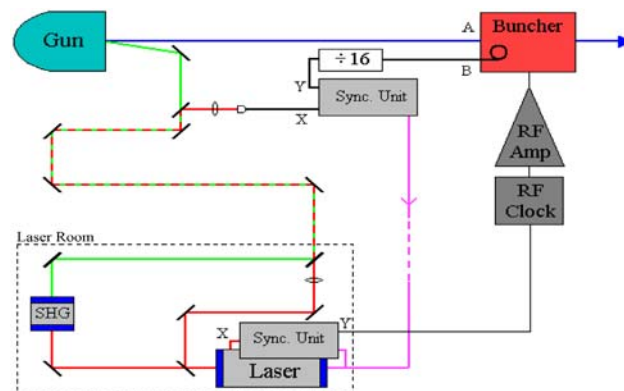 Gun
A
Buncher
B
÷ 16
Y
Sync. Unit
X
RF
Amp
RF
Clock
Laser Room
SHG
X
Sync. Unit
Y
Laser